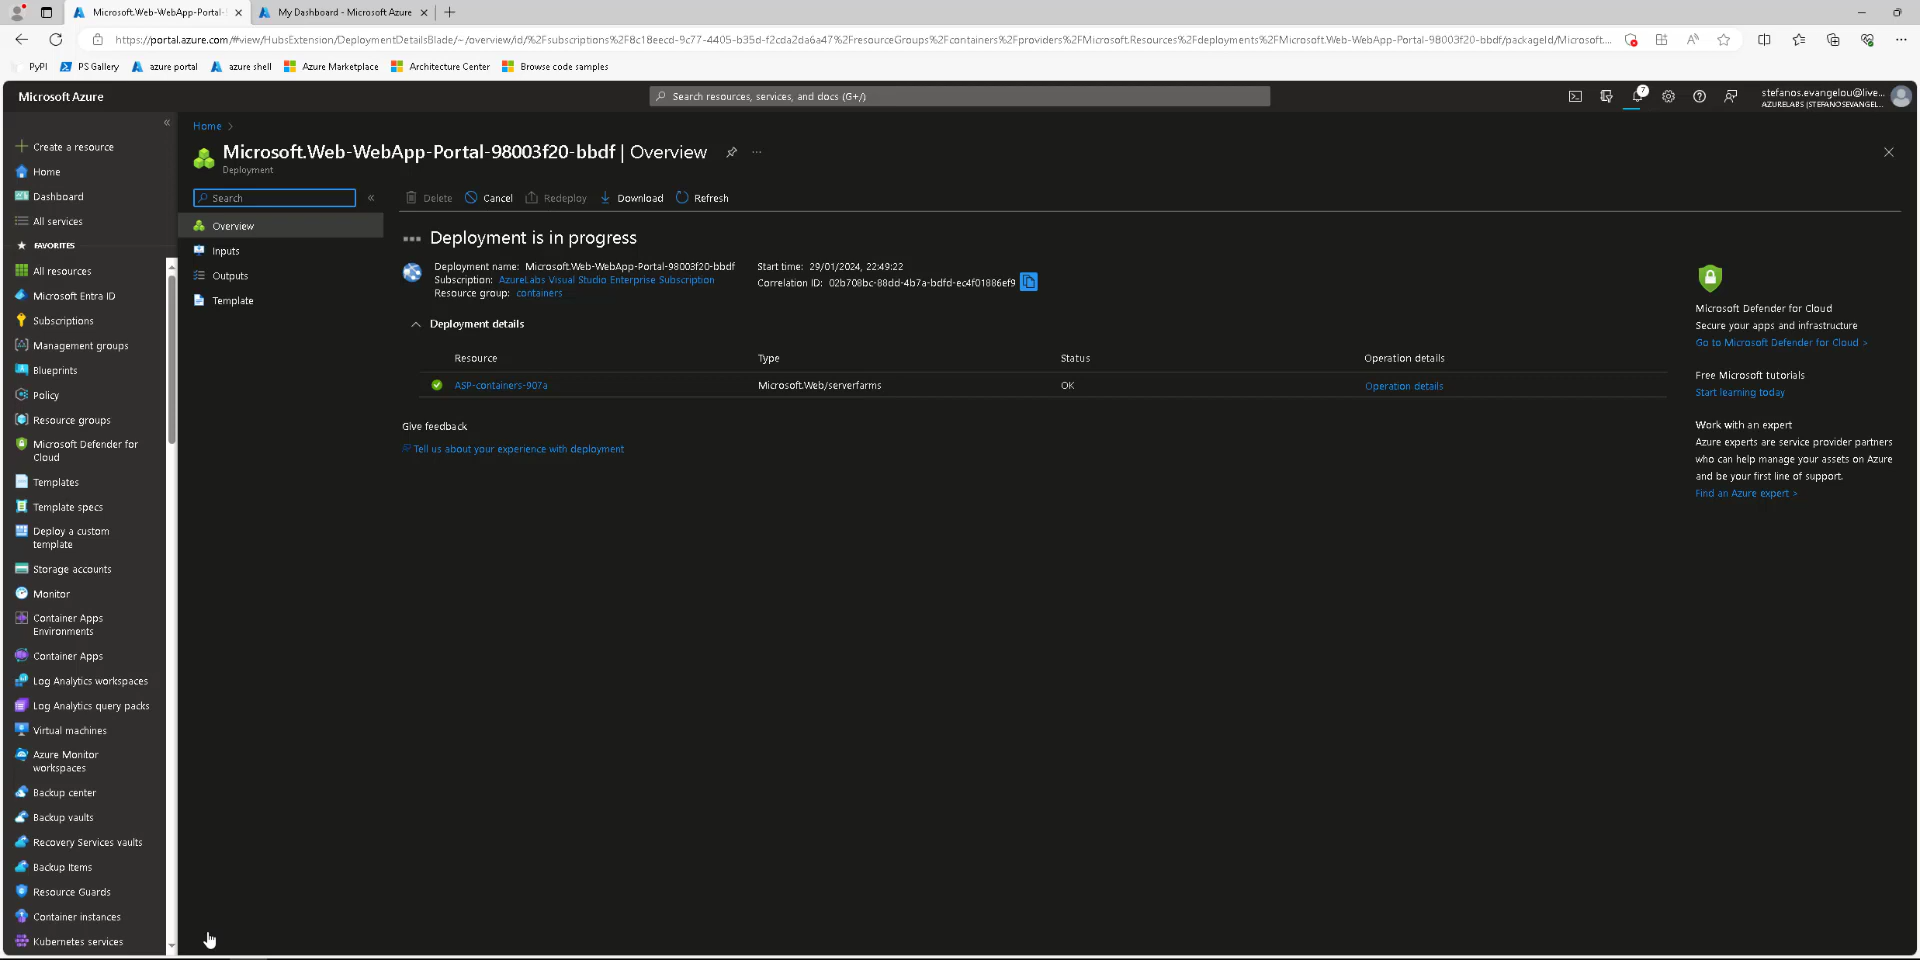 Microsoft.Web-WebApp-Portal-
My Dashboard - Microsoft Azure
https://portal.azure.com/#view/HubsExtension/DeploymentDetailsBlade/~/overview/id/%2Fsubscriptions%2F8c18eecd-9c77-4405-b35d-f2cda2da6a47%2FresourceGroups%2Fcontainers%2Fproviders%2FMicrosoft.Resources%2Fdeployments%2FMicrosoft.Web-WebApp-Portal-98003f20-bbdf/packageId/Microsoft....
PyPI
PS Gallery
azure portal
azure shell
Azure Marketplace
Architecture Center
Browse code samples
Microsoft Azure
Search resources, services, and docs (G+/)
7
stefanos.evangelou@live...
AZURELABS (STEFANOSEVANGEL...
Create a resource
Home
Dashboard
All services
FAVORITES
All resources
Microsoft Entra ID
Subscriptions
Management groups
Blueprints
Policy
Resource groups
Microsoft Defender for
Cloud
Templates
Template specs
Deploy a custom
template
Storage accounts
Monitor
Container Apps
Environments
Container Apps
Log Analytics workspaces
Log Analytics query packs
Virtual machines
Azure Monitor
workspaces
Backup center
Backup vaults
Recovery Services vaults
Backup Items
Resource Guards
Container instances
Kubernetes services
Home >
Microsoft.Web-WebApp-Portal-98003f20-bbdf | Overview
Deployment
Search
Overview
Inputs
Outputs
Template
Delete
Cancel
Redeploy
Download
Refresh
Deployment is in progress
Deployment name: Microsoft.Web-WebApp-Portal-98003f20-bbdf
Subscription: AzureLabs Visual Studio Enterprise Subscription
Resource group: containers
Start time: 29/01/2024, 22:49:22
Correlation ID: 02b708bc-88dd-4b7a-bdfd-ec4f01886ef9
Deployment details
Resource Type Status Operation details
ASP-containers-907a Microsoft.Web/serverfarms OK Operation details
Give feedback
Tell us about your experience with deployment
Microsoft Defender for Cloud
Secure your apps and infrastructure
Go to Microsoft Defender for Cloud >
Free Microsoft tutorials
Start learning today
Work with an expert
Azure experts are service provider partners
who can help manage your assets on Azure
and be your first line of support.
Find an Azure expert >